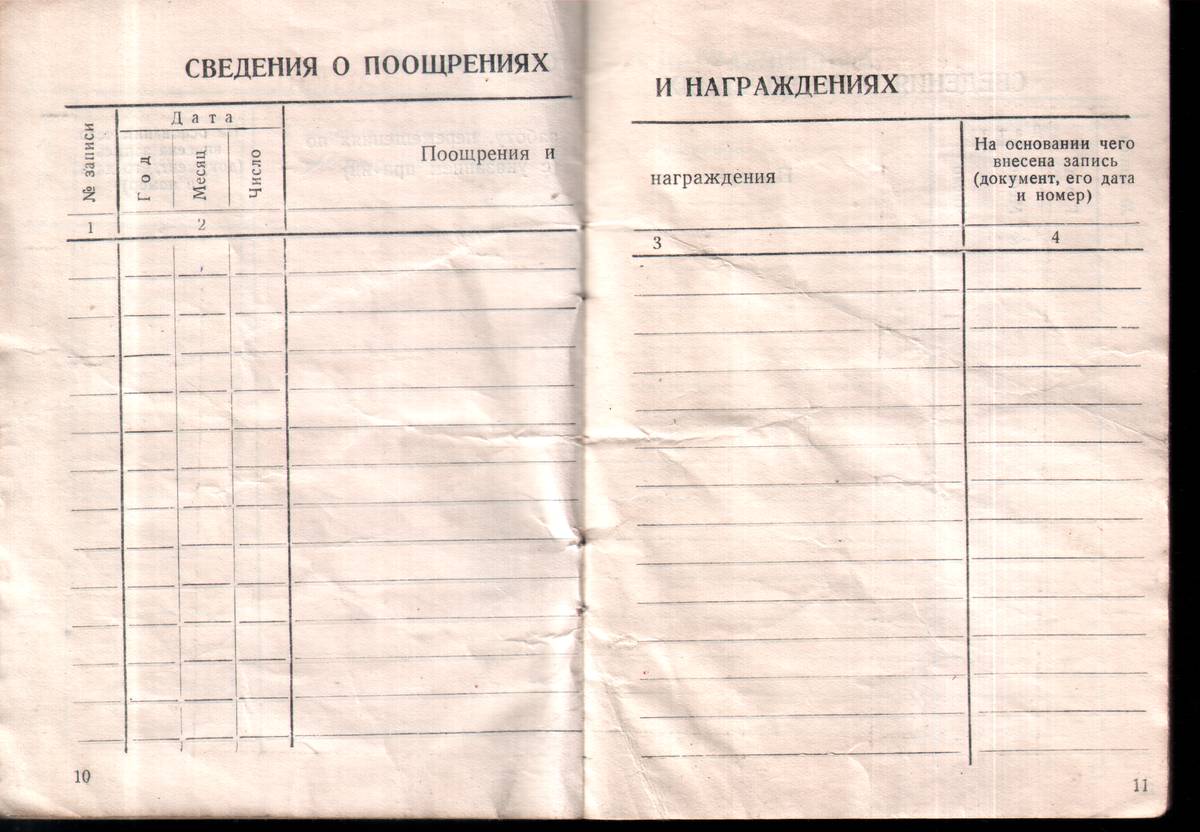 СВЕДЕНИЯ О ПООЩРЕНИЯХ
№ записи
Дата
Год
Месяц
Число
Поощрения и
1
2
10
И НАГРАЖДЕНИЯХ
награждения
На основании чего
внесена запись
(документ, его дата
и номер)
3
4
11